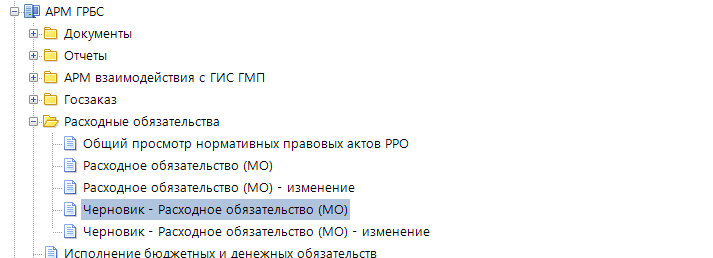 АРМ ГРБС
Документы
Отчеты
АРМ взаимодействия с ГИС ГМП
Госзаказ
Расходные обязательства
Общий просмотр нормативных правовых актов РРО
Расходное обязательство (МО)
Расходное обязательство (МО) - изменение
Черновик - Расходное обязательство (МО)
Черновик - Расходное обязательство (МО) - изменение
Исполнение бюджетных и денежных обязательств